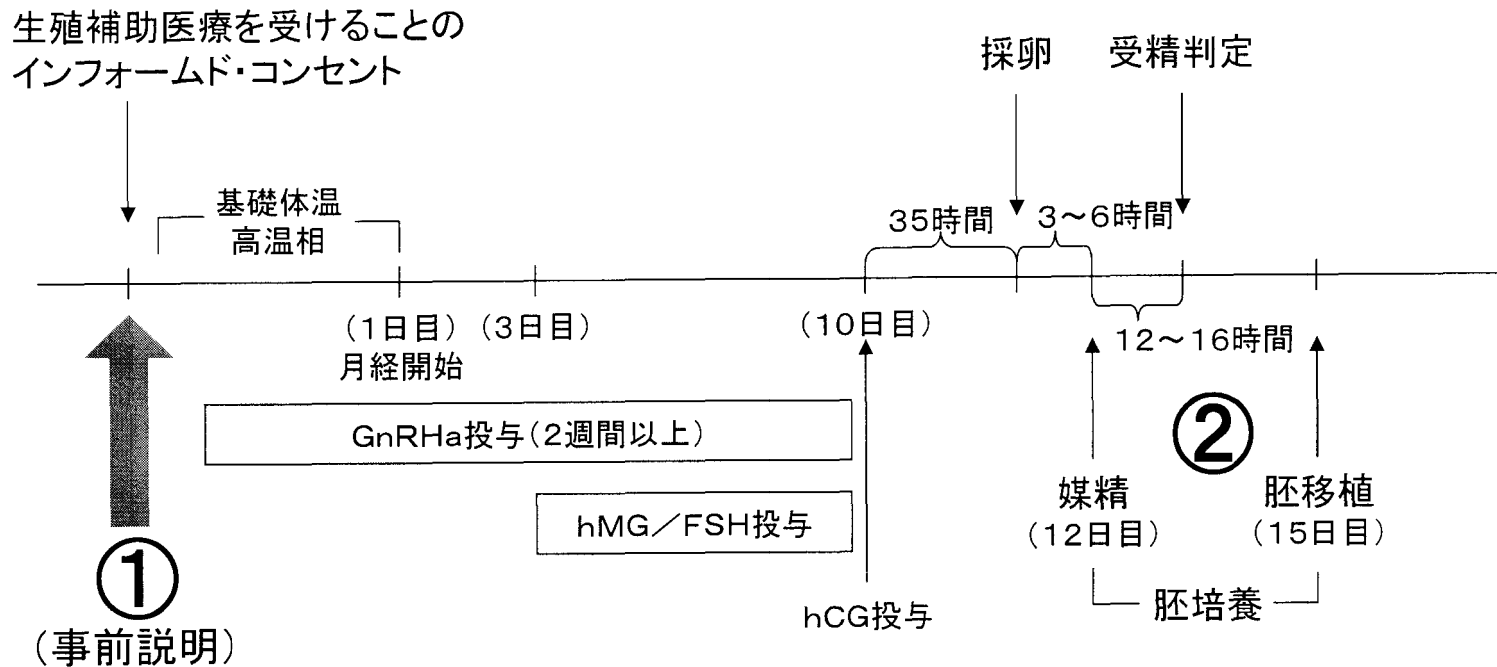 生殖補助医療を受けることの
インフォームド・コンセント
採卵
受精判定
基礎体温
高温相
35時間
3～6時間
(1日目)
月経開始
(3日目)
(10日目)
12～16時間
GnRHa投与(2週間以上)
hMG／FSH投与
hCG投与
②
媒精
(12日目)
胚移植
(15日目)
胚培養
①
(事前説明)